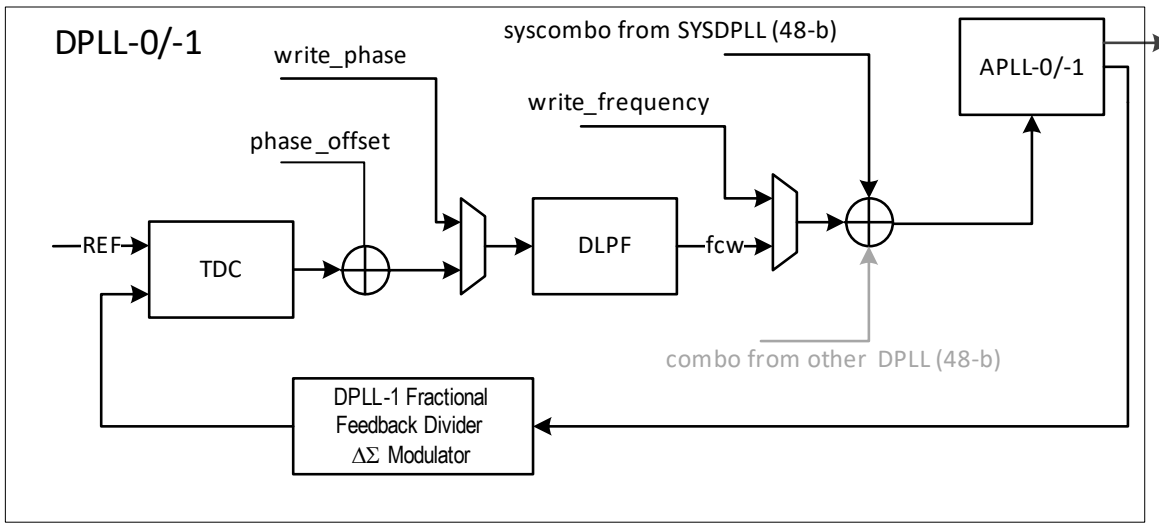 DPLL-0/-1
syscombo from SYSDPLL (48-b)
write_phase
APLL-0/-1
write_frequency
phase_offset
REF
TDC
DLPF
fcw
combo from other DPLL (48-b)
DPLL-1 Fractional
Feedback Divider
ΔΣ Modulator